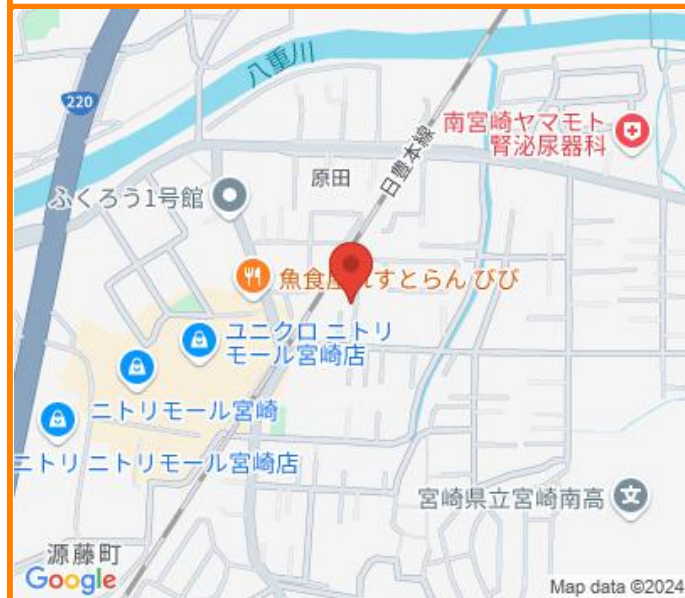 八重川
220
南宮崎ヤマモト
腎泌尿器科
日豊本線
原田
ふくろう1号館
魚食
すとらん びび
ユニクロ ニトリ
モール宮崎店
ニトリモール宮崎
ニトリ ニトリモール宮崎店
宮崎県立宮崎南高
文
源藤町
Google
Map data ©2024